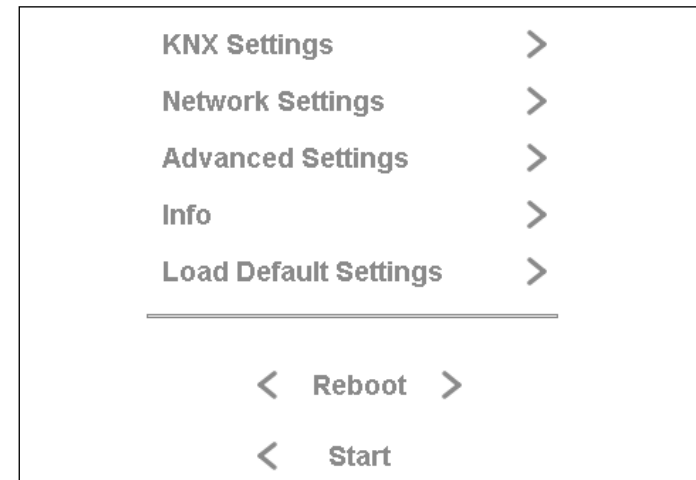 KNX Settings >
Network Settings >
Advanced Settings >
Info >
Load Default Settings >
< Reboot >
< Start